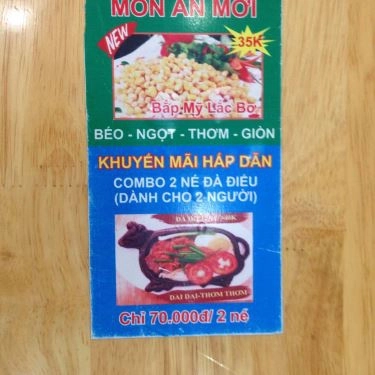 MÓN ĂN MỚI
NEW
35K
Bắp Mỹ Lắc Bơ
BÉO - NGỌT - THƠM - GIÒN
KHUYẾN MÃI HẤP DẪN
COMBO 2 NÉ ĐÀ ĐIỂU
(DÀNH CHO 2 NGƯỜI)
DAI DAI-THƠM THƠM
Chỉ 70.000đ/ 2 né